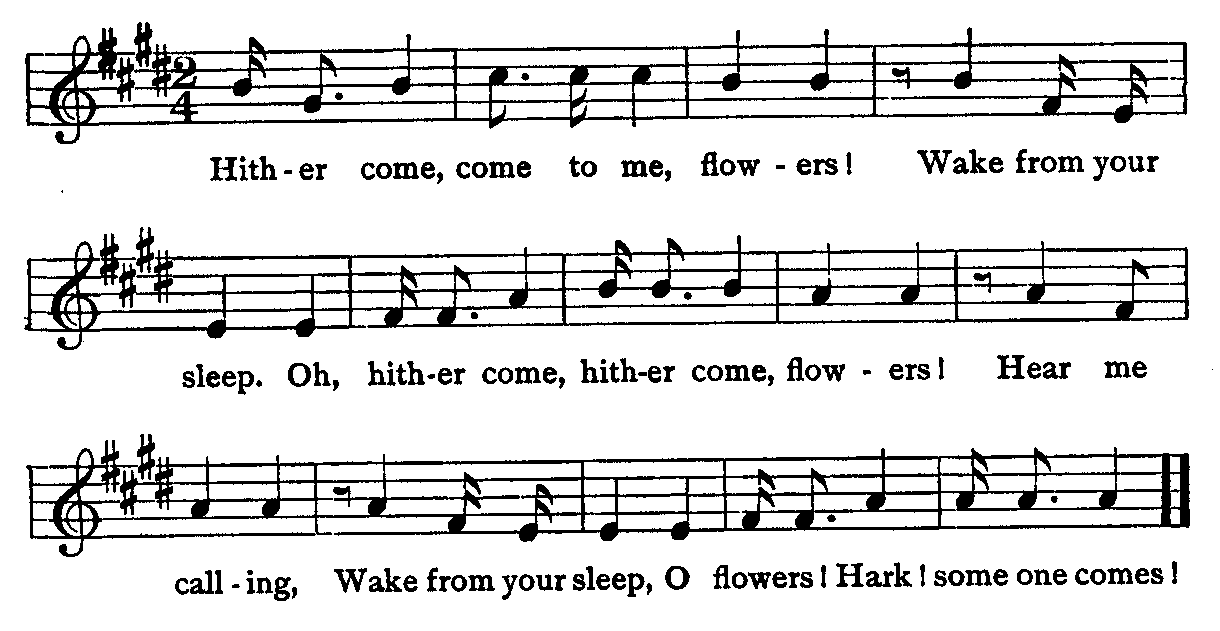 2
4
Hith - er come, come to me, flow - ers! Wake from your
sleep. Oh, hith-er come, hith-er come, flow - ers! Hear me
call - ing, Wake from your sleep, O flowers! Hark! some one comes!